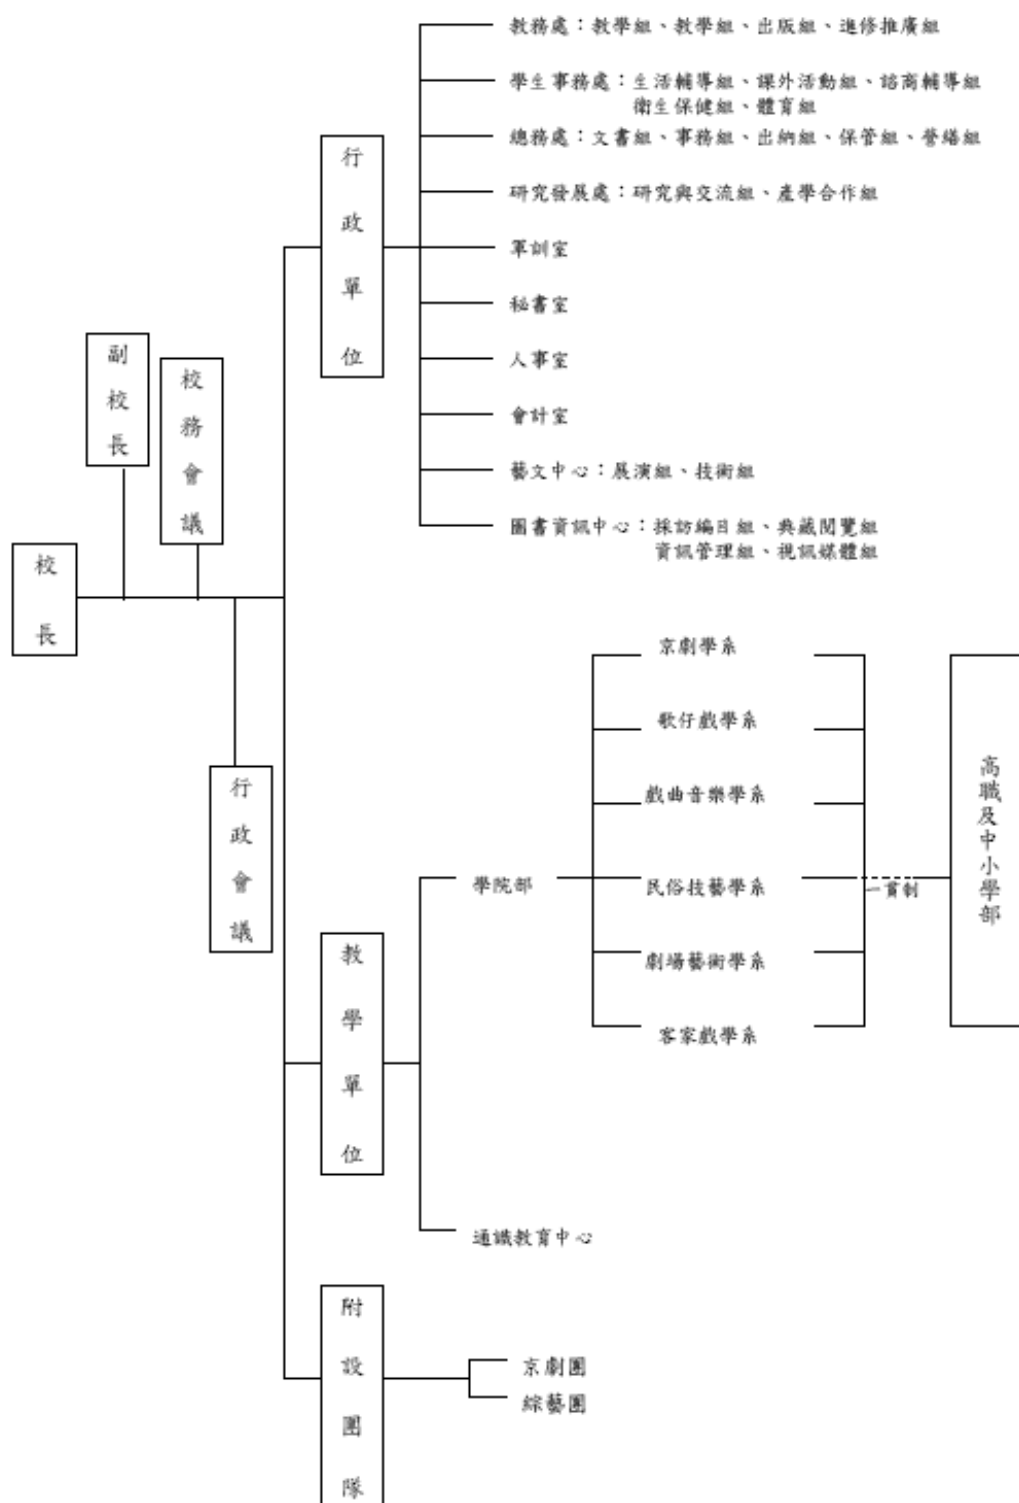 教務處：教學組、教學組、出版組、進修推廣組
學生事務處：生活輔導組、課外活動組、諮商輔導組
衛生保健組、體育組
總務處：文書組、事務組、出納組、保管組、營繕組
研究發展處：研究與交流組、產學合作組
軍訓室
秘書室
人事室
會計室
藝文中心：展演組、技術組
圖書資訊中心：採訪編目組、典藏閱覽組
資訊管理組、視訊媒體組
行政單位
副校長
校務會議
校長
行政會議
京劇學系
歌仔戲學系
戲曲音樂學系
學院部
民俗技藝學系
一貫制
高職及中小學部
劇場藝術學系
客家戲學系
教學單位
通識教育中心
附設團隊
京劇團
綜藝團